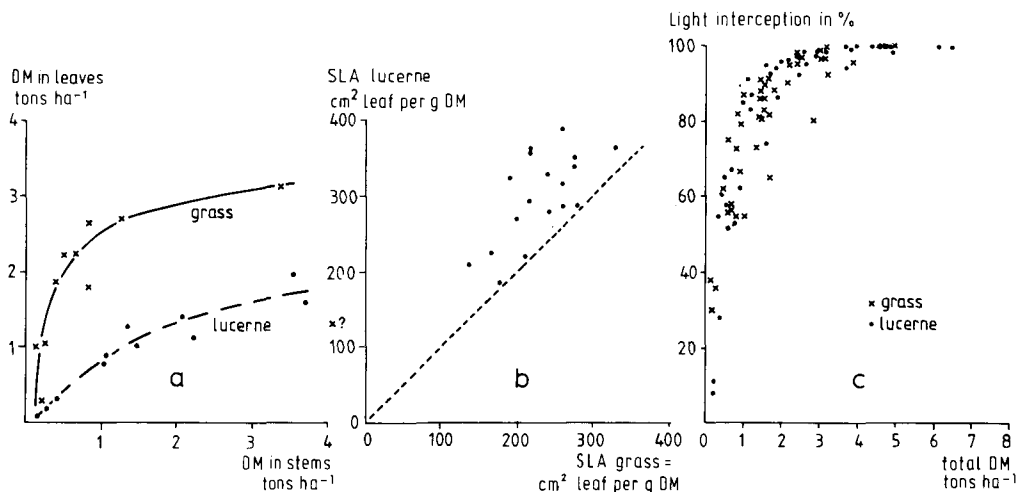 DM in leaves
tons ha⁻¹
4
3
2
1
0
1
2
3
4
grass
lucerne
x?
a
DM in stems
tons ha⁻¹
SLA lucerne
cm² leaf per g DM
400
300
200
100
0
0
100
200
300
400
b
SLA grass =
cm² leaf per g DM
Light interception in %
100
80
60
40
20
0
1
2
3
4
5
6
7
8
x grass
• lucerne
c
total DM
tons ha⁻¹